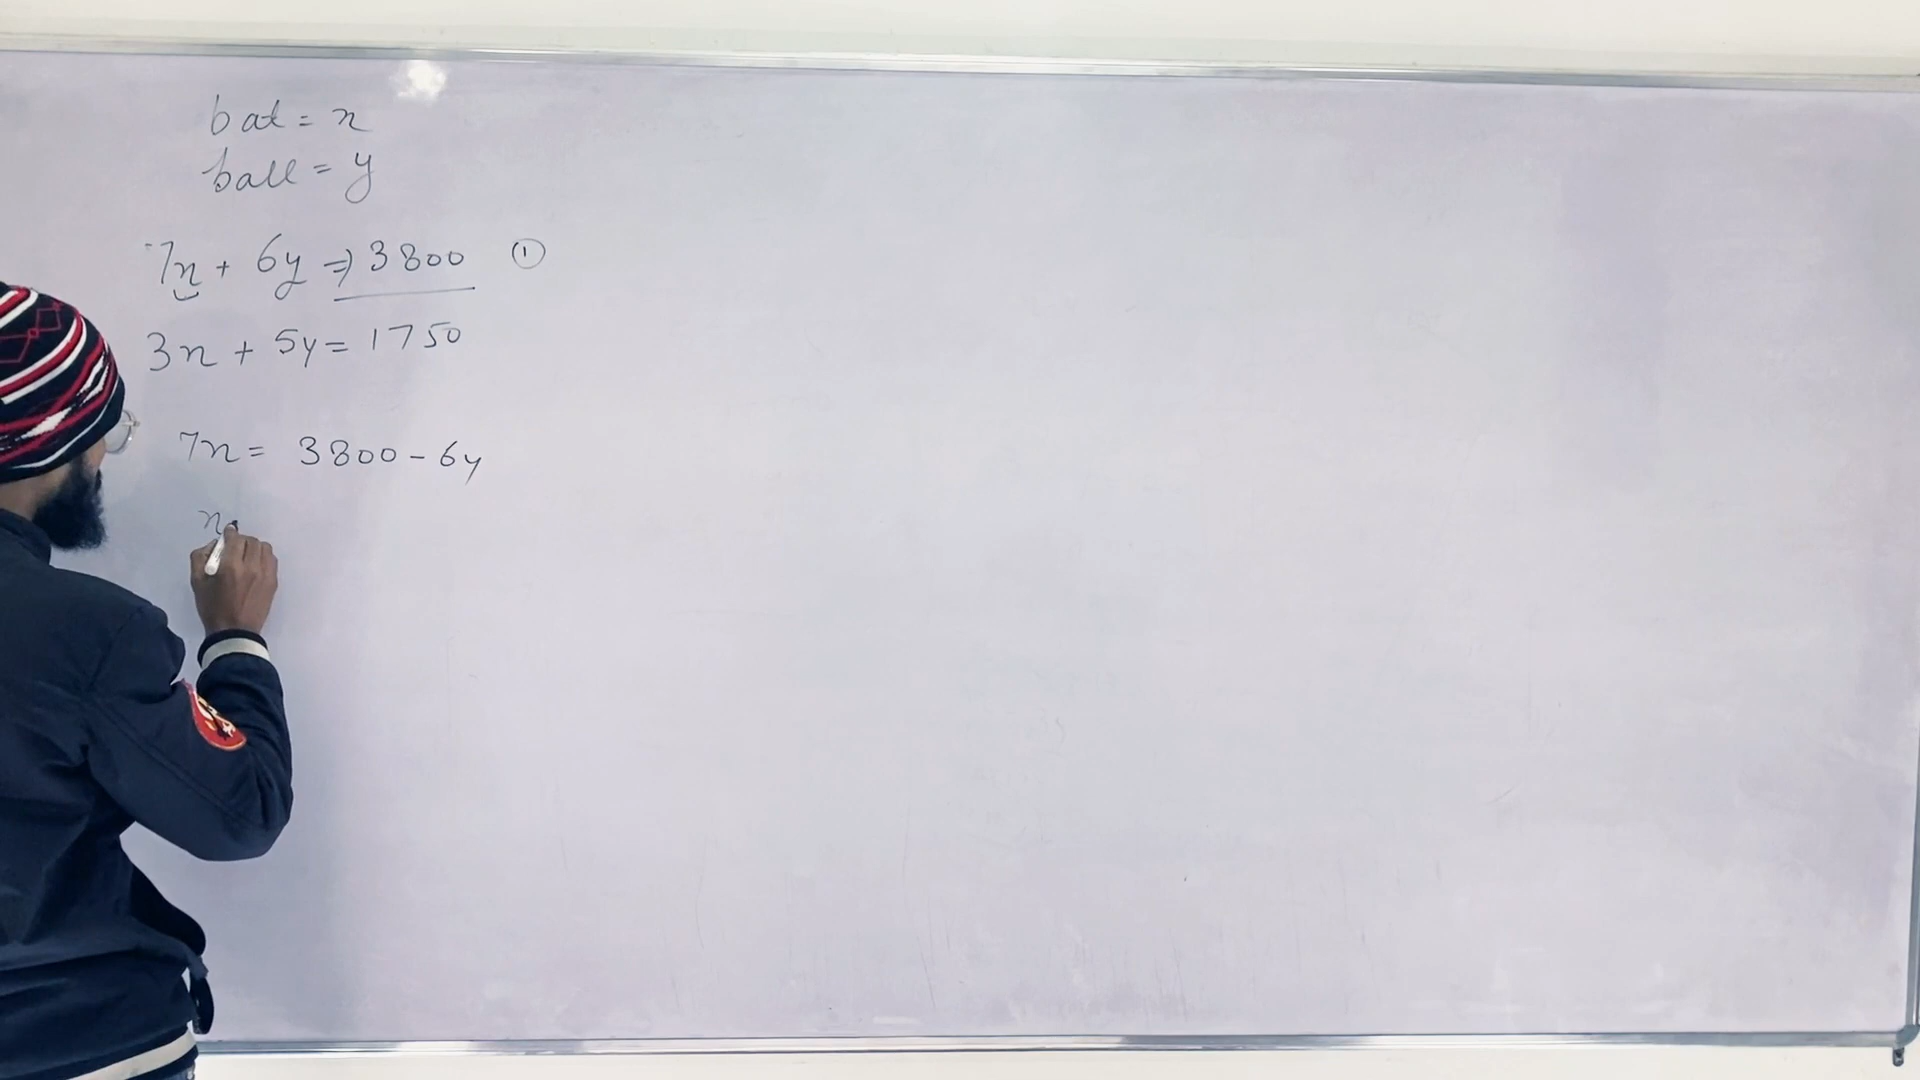 bat = x
ball = y
7x + 6y => 3800 ①
3x + 5y = 1750
7x = 3800 - 6y
x